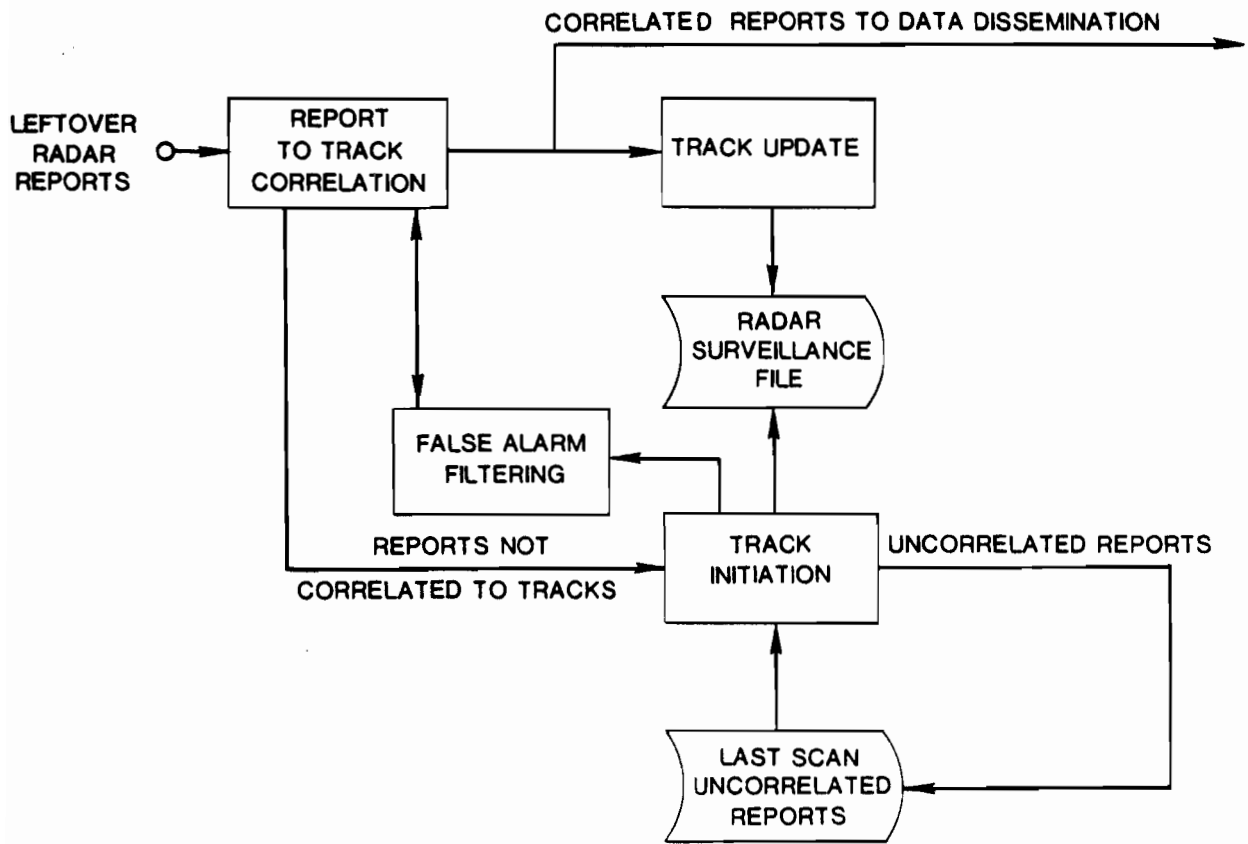 CORRELATED REPORTS TO DATA DISSEMINATION
LEFTOVER
RADAR
REPORTS
REPORT
TO TRACK
CORRELATION
TRACK UPDATE
RADAR
SURVEILLANCE
FILE
FALSE ALARM
FILTERING
REPORTS NOT
CORRELATED TO TRACKS
TRACK
INITIATION
UNCORRELATED REPORTS
LAST SCAN
UNCORRELATED
REPORTS